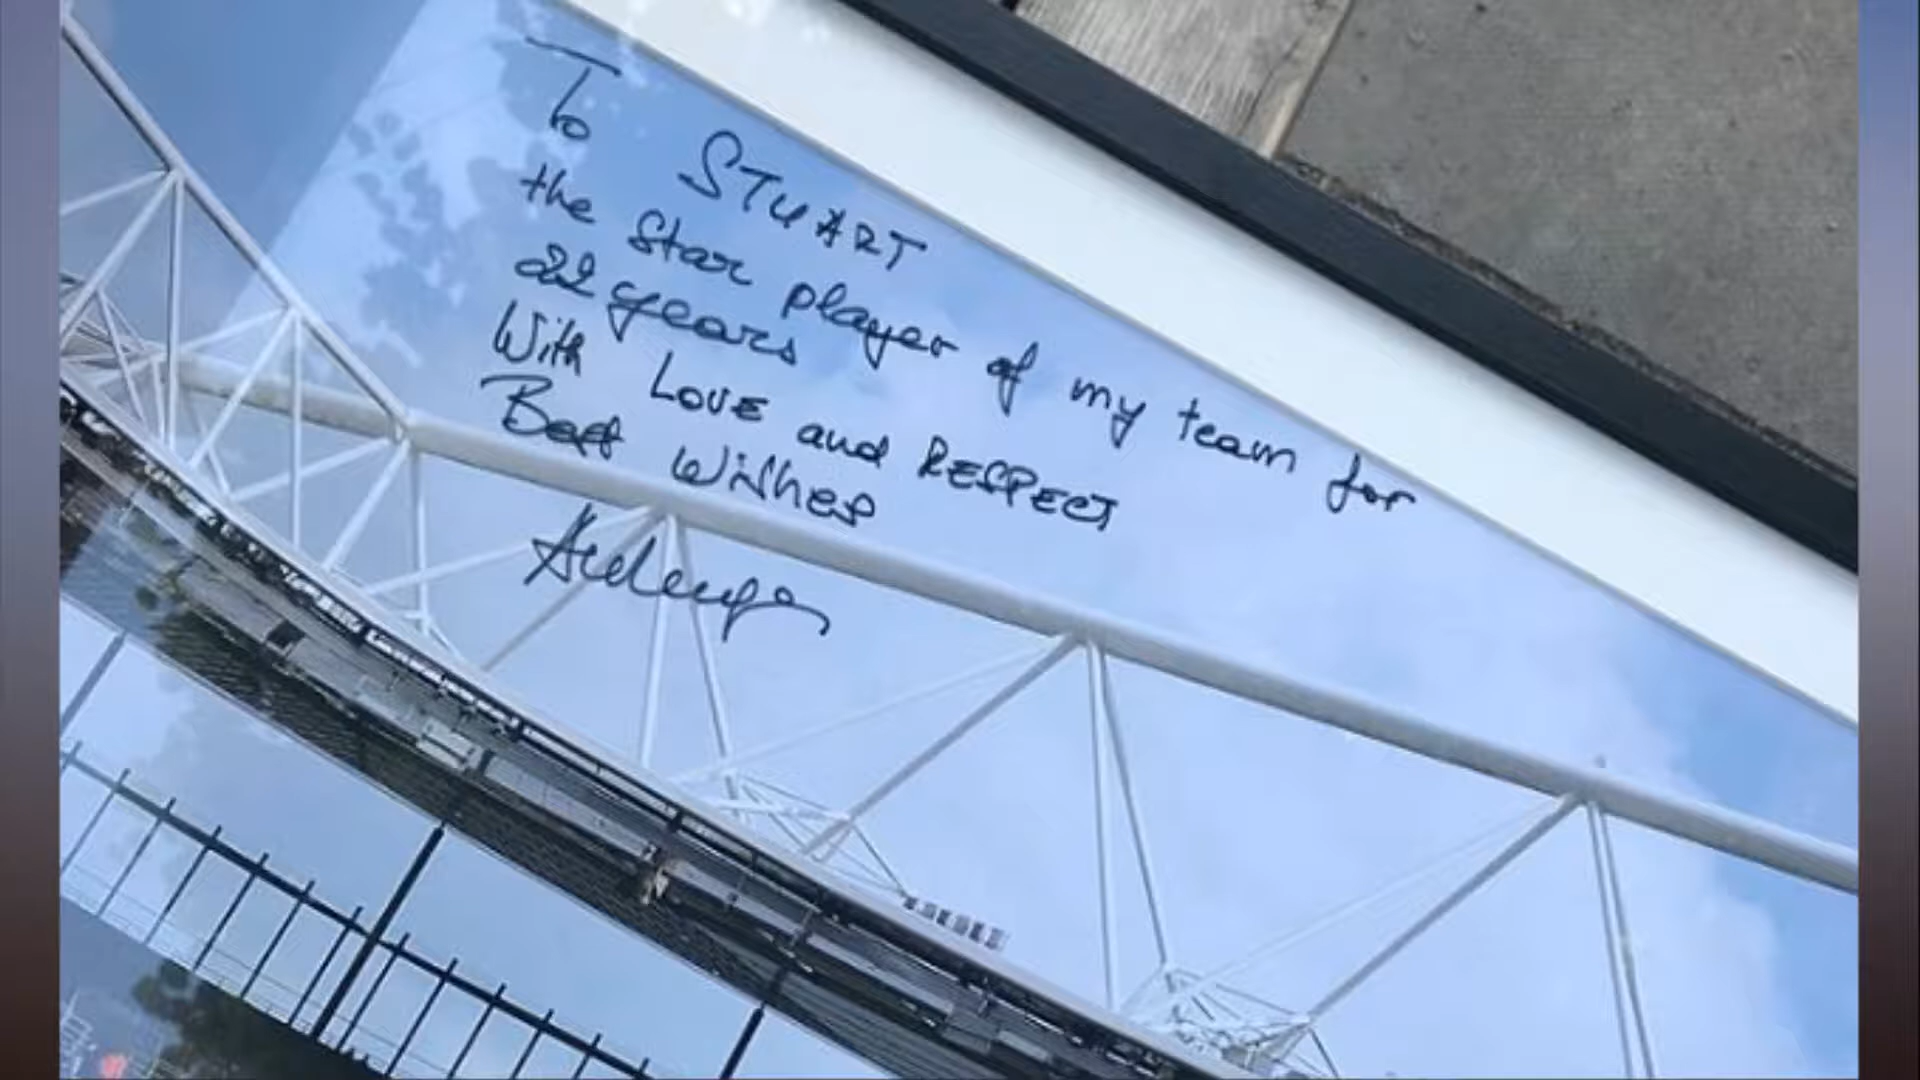 To STUART
the Star player of my team for
22 years
With LOVE and RESPECT
Best Wishes